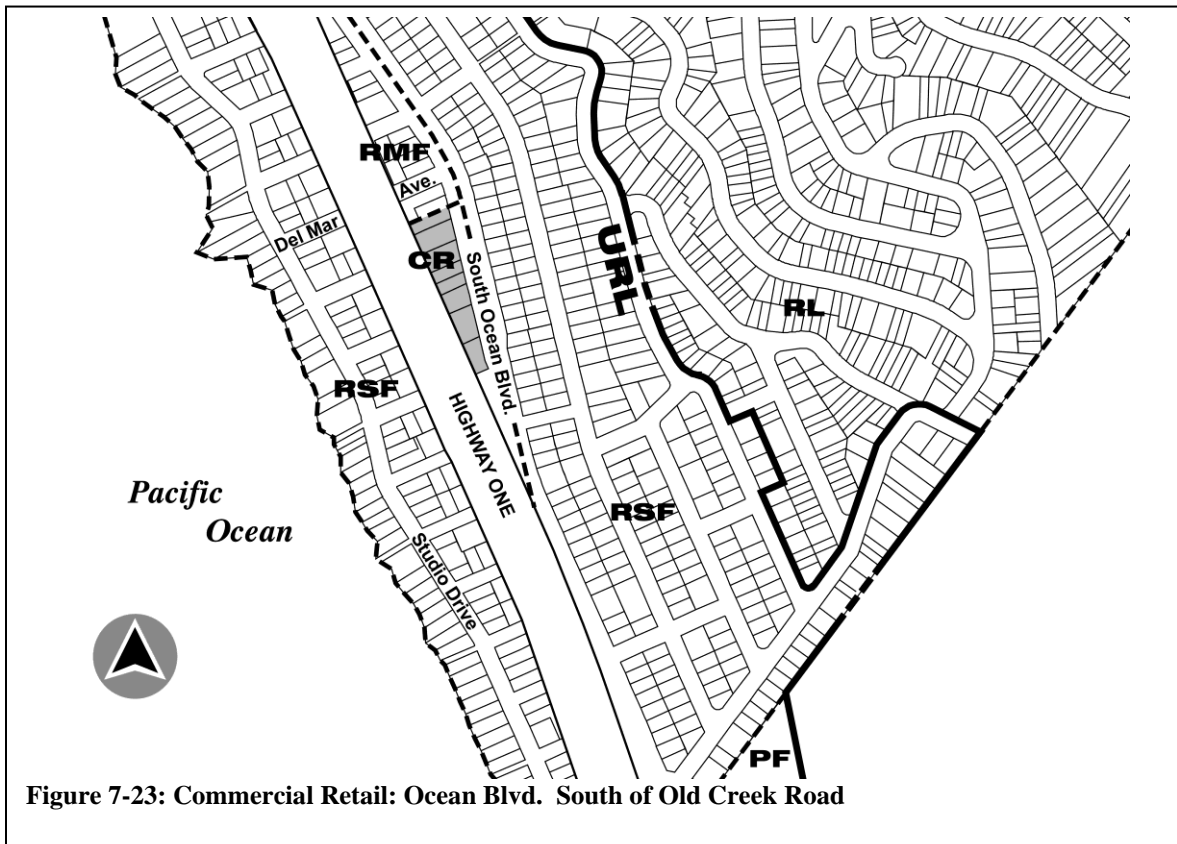 RMF
Ave.
Del Mar
CR
South Ocean Blvd.
URL
RL
RSF
HIGHWAY ONE
Pacific
Ocean
RSF
Studio Drive
PF
Figure 7-23: Commercial Retail: Ocean Blvd. South of Old Creek Road